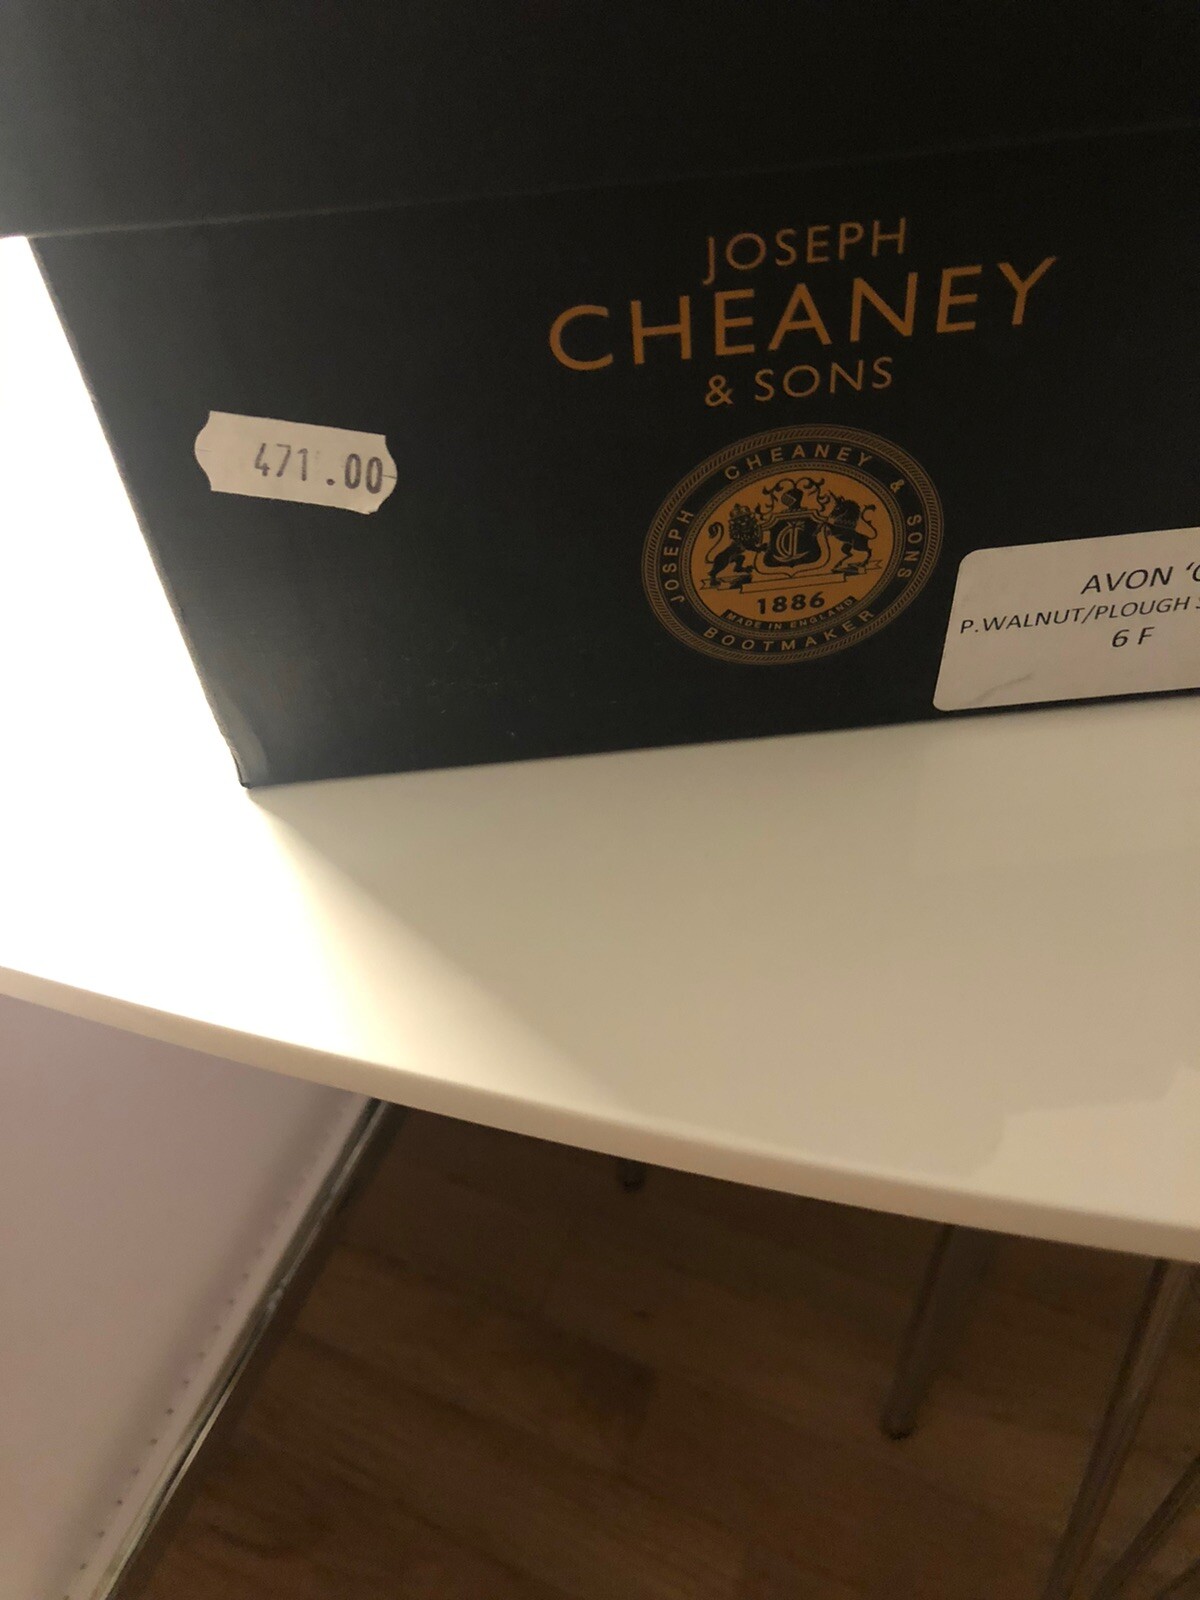 JOSEPH
CHEANEY
& SONS
471.00
JOSEPH CHEANEY & SONS
1886
MADE IN ENGLAND
BOOTMAKER
AVON
P.WALNUT/PLOUGH
6 F